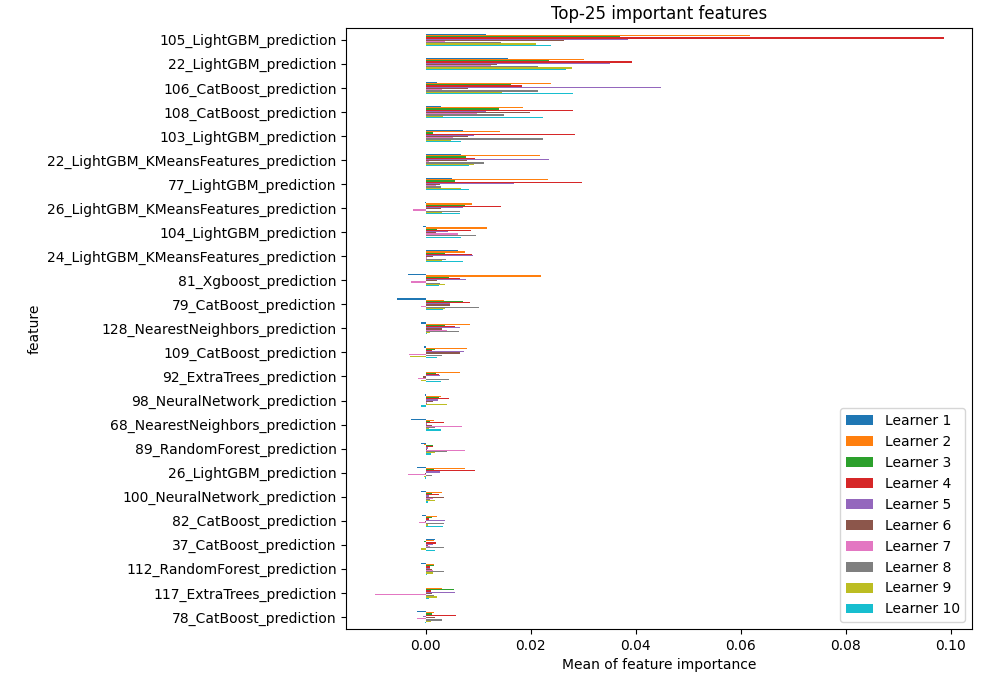 Top-25 important features
105_LightGBM_prediction
22_LightGBM_prediction
106_CatBoost_prediction
108_CatBoost_prediction
103_LightGBM_prediction
22_LightGBM_KMeansFeatures_prediction
77_LightGBM_prediction
26_LightGBM_KMeansFeatures_prediction
104_LightGBM_prediction
24_LightGBM_KMeansFeatures_prediction
81_Xgboost_prediction
79_CatBoost_prediction
128_NearestNeighbors_prediction
109_CatBoost_prediction
92_ExtraTrees_prediction
98_NeuralNetwork_prediction
68_NearestNeighbors_prediction
89_RandomForest_prediction
26_LightGBM_prediction
100_NeuralNetwork_prediction
82_CatBoost_prediction
37_CatBoost_prediction
112_RandomForest_prediction
117_ExtraTrees_prediction
78_CatBoost_prediction
feature
Learner 1
Learner 2
Learner 3
Learner 4
Learner 5
Learner 6
Learner 7
Learner 8
Learner 9
Learner 10
0.00 0.02 0.04 0.06 0.08 0.10
Mean of feature importance